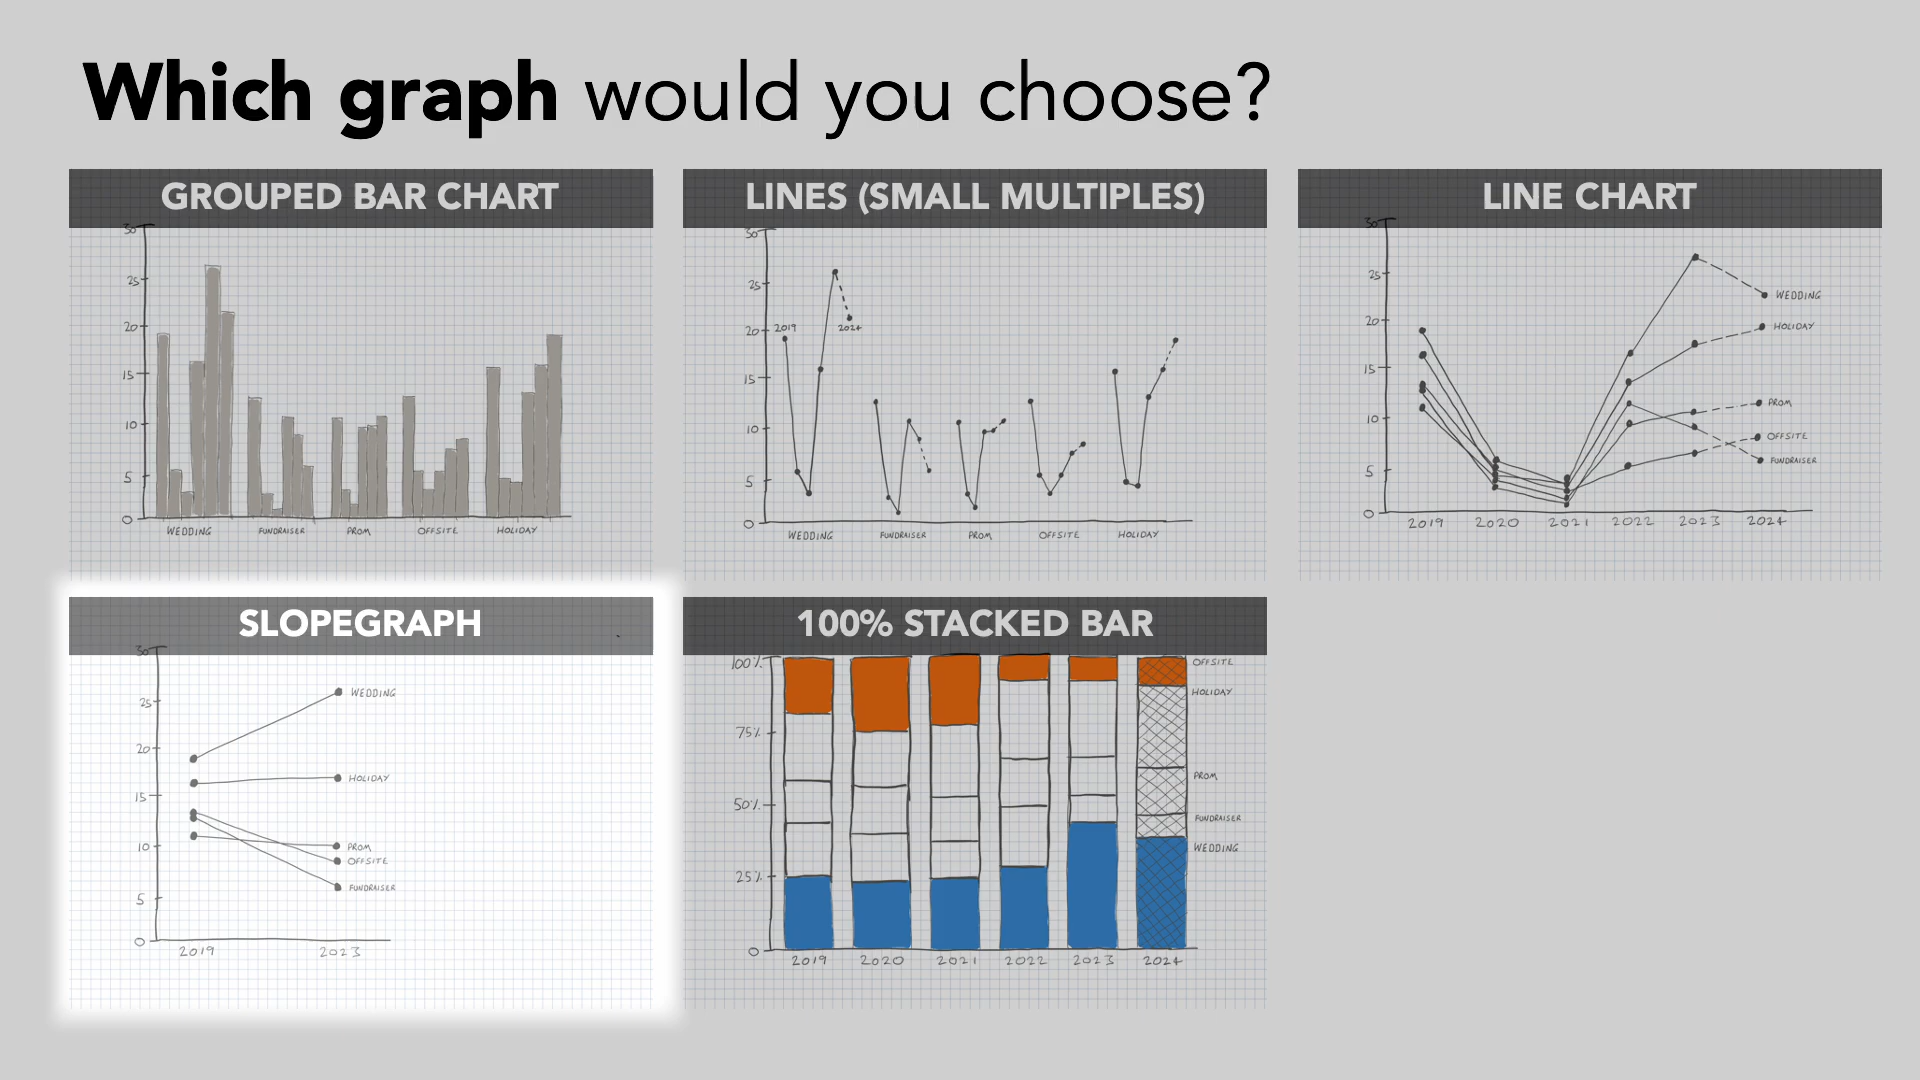 Which graph would you choose?
GROUPED BAR CHART
30
25
20
15
10
5
0
WEDDING FUNDRAISER PROM OFFSITE HOLIDAY
LINES (SMALL MULTIPLES)
30
25
20 2019 2024
15
10
5
0
WEDDING FUNDRAISER PROM OFFSITE HOLIDAY
LINE CHART
30
25
WEDDING
20
HOLIDAY
15
PROM
10
OFFSITE
FUNDRAISER
5
0
2019 2020 2021 2022 2023 2024
SLOPEGRAPH
30
WEDDING
25
20
HOLIDAY
15
10 PROM
OFFSITE
FUNDRAISER
5
0
2019 2023
100% STACKED BAR
100% OFFSITE
HOLIDAY
75%
PROM
50%
FUNDRAISER
WEDDING
25%
0
2019 2020 2021 2022 2023 2024